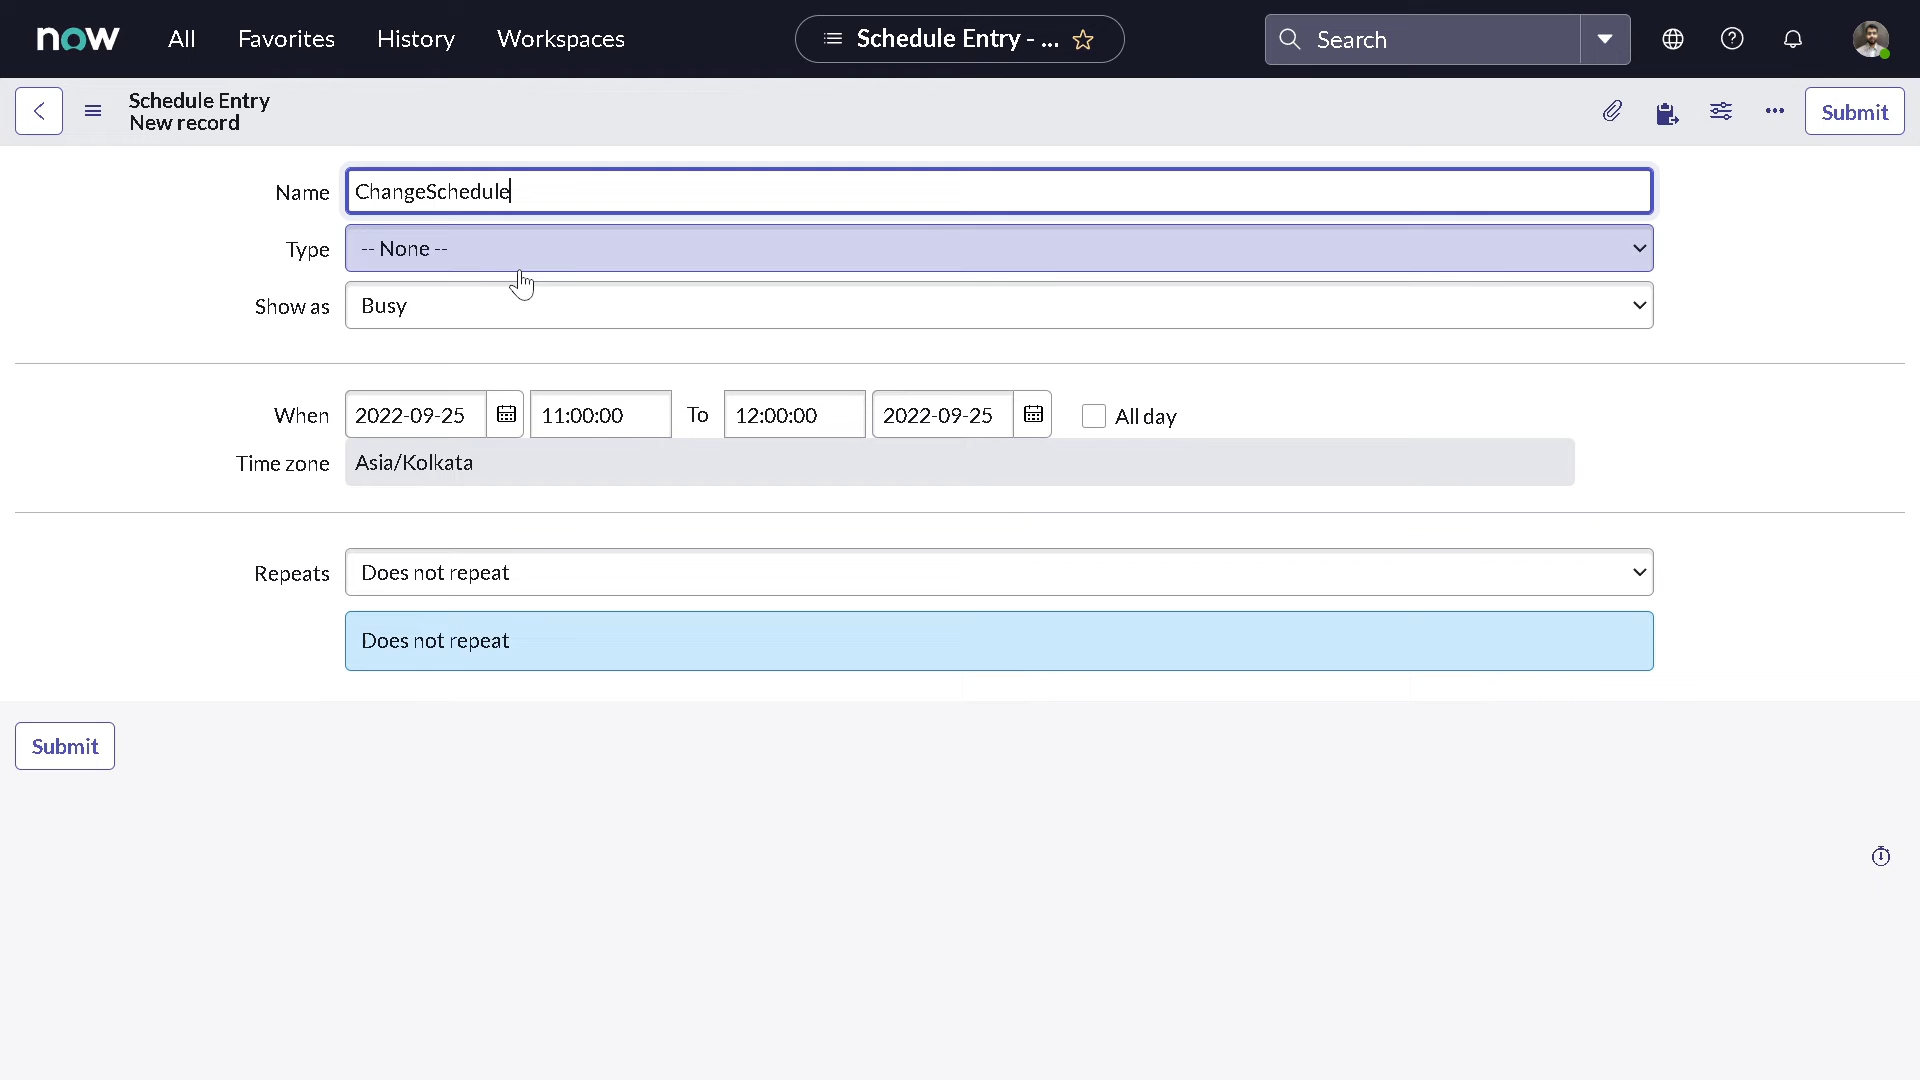 now All Favorites History Workspaces Schedule Entry - ... Search
Schedule Entry
New record
Submit
Name ChangeSchedule
Type -- None --
Show as Busy
When 2022-09-25 11:00:00 To 12:00:00 2022-09-25 All day
Time zone Asia/Kolkata
Repeats Does not repeat
Does not repeat
Submit